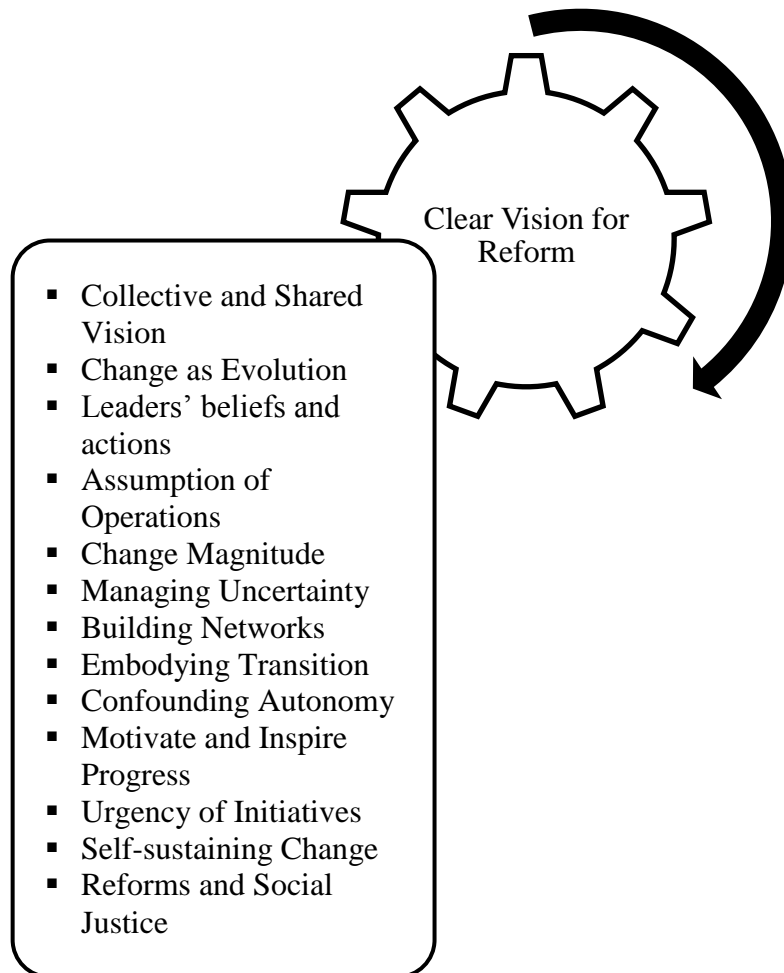 Clear Vision for
Reform
▪ Collective and Shared
Vision
▪ Change as Evolution
▪ Leaders’ beliefs and
actions
▪ Assumption of
Operations
▪ Change Magnitude
▪ Managing Uncertainty
▪ Building Networks
▪ Embodying Transition
▪ Confounding Autonomy
▪ Motivate and Inspire
Progress
▪ Urgency of Initiatives
▪ Self-sustaining Change
▪ Reforms and Social
Justice